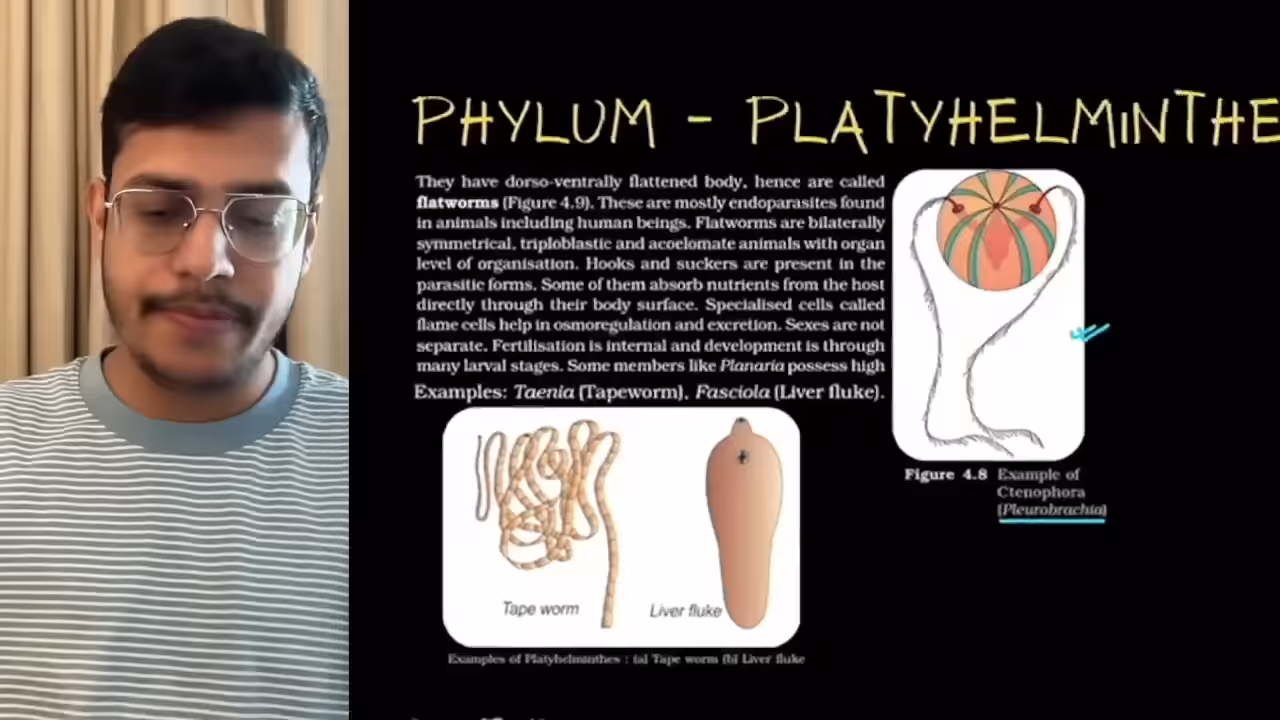 PHYLUM - PLATYHELMINTHE
They have dorso-ventrally flattened body, hence are called
flatworms (Figure 4.9). These are mostly endoparasites found
in animals including human beings. Flatworms are bilaterally
symmetrical, triploblastic and acoelomate animals with organ
level of organisation. Hooks and suckers are present in the
parasitic forms. Some of them absorb nutrients from the host
directly through their body surface. Specialised cells called
flame cells help in osmoregulation and excretion. Sexes are not
separate. Fertilisation is internal and development is through
many larval stages. Some members like Planaria possess high
Examples: Taenia (Tapeworm), Fasciola (Liver fluke).
Tape worm
Liver fluke
Examples of Platyhelminthes : (a) Tape worm (b) Liver fluke
Figure 4.8 Example of
Ctenophora
(Pleurobrachia)